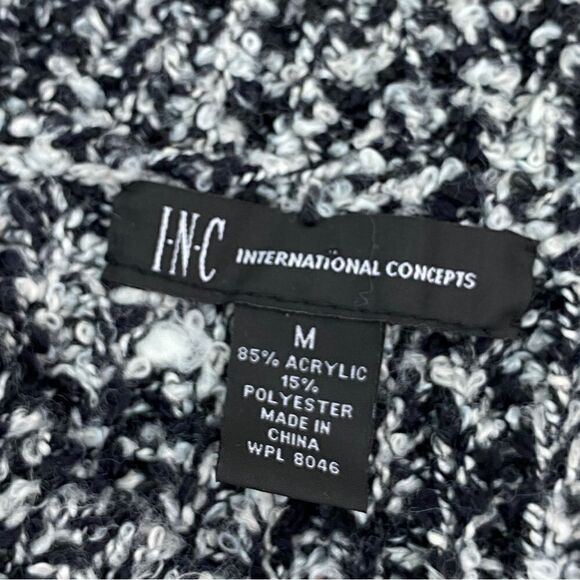 I·N·C INTERNATIONAL CONCEPTS
M
85% ACRYLIC
15%
POLYESTER
MADE IN
CHINA
WPL 8046